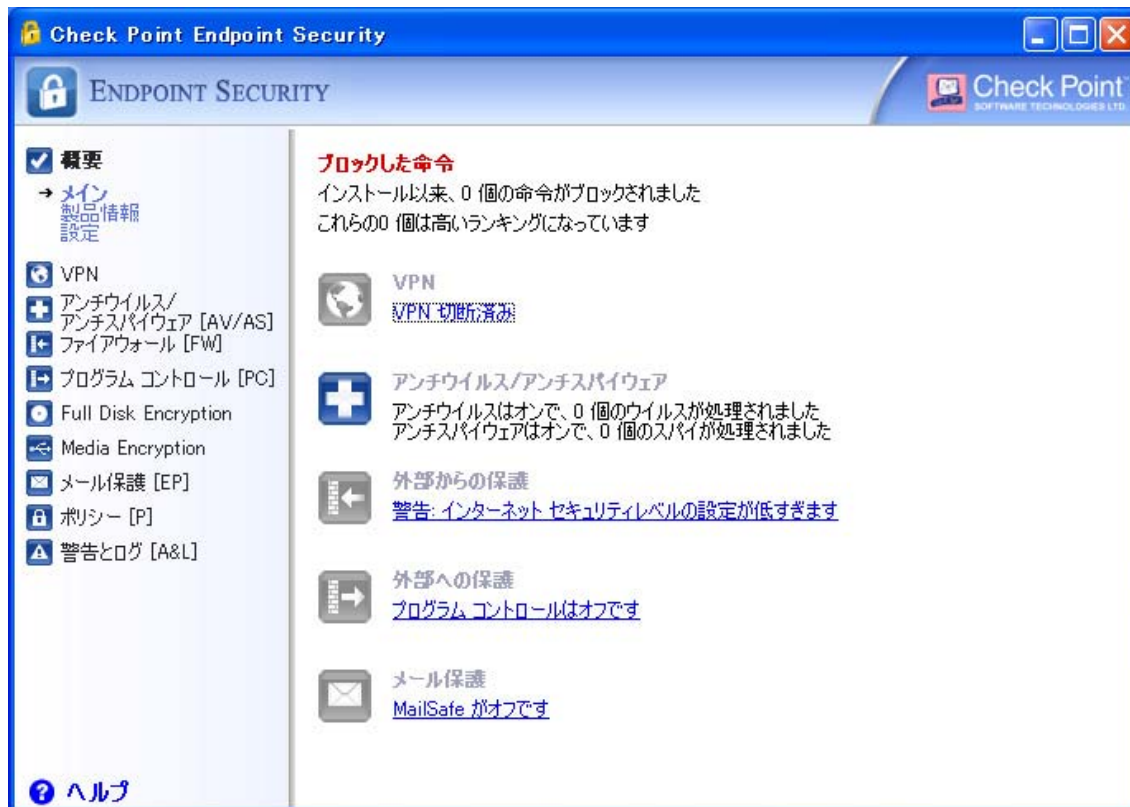 Check Point Endpoint Security
ENDPOINT SECURITY
Check Point™
SOFTWARE TECHNOLOGIES LTD.
概要
メイン
製品情報
設定
VPN
アンチウイルス/
アンチスパイウェア [AV/AS]
ファイアウォール [FW]
プログラム コントロール [PC]
Full Disk Encryption
Media Encryption
メール保護 [EP]
ポリシー [P]
警告とログ [A&L]
ヘルプ
ブロックした命令
インストール以来、0 個の命令がブロックされました
これらの0 個は高いランキングになっています
VPN
VPN 切断済み
アンチウイルス/アンチスパイウェア
アンチウイルスはオンで、0 個のウイルスが処理されました
アンチスパイウェアはオンで、0 個のスパイが処理されました
外部からの保護
警告: インターネット セキュリティレベルの設定が低すぎます
外部への保護
プログラム コントロールはオフです
メール保護
MailSafe がオフです